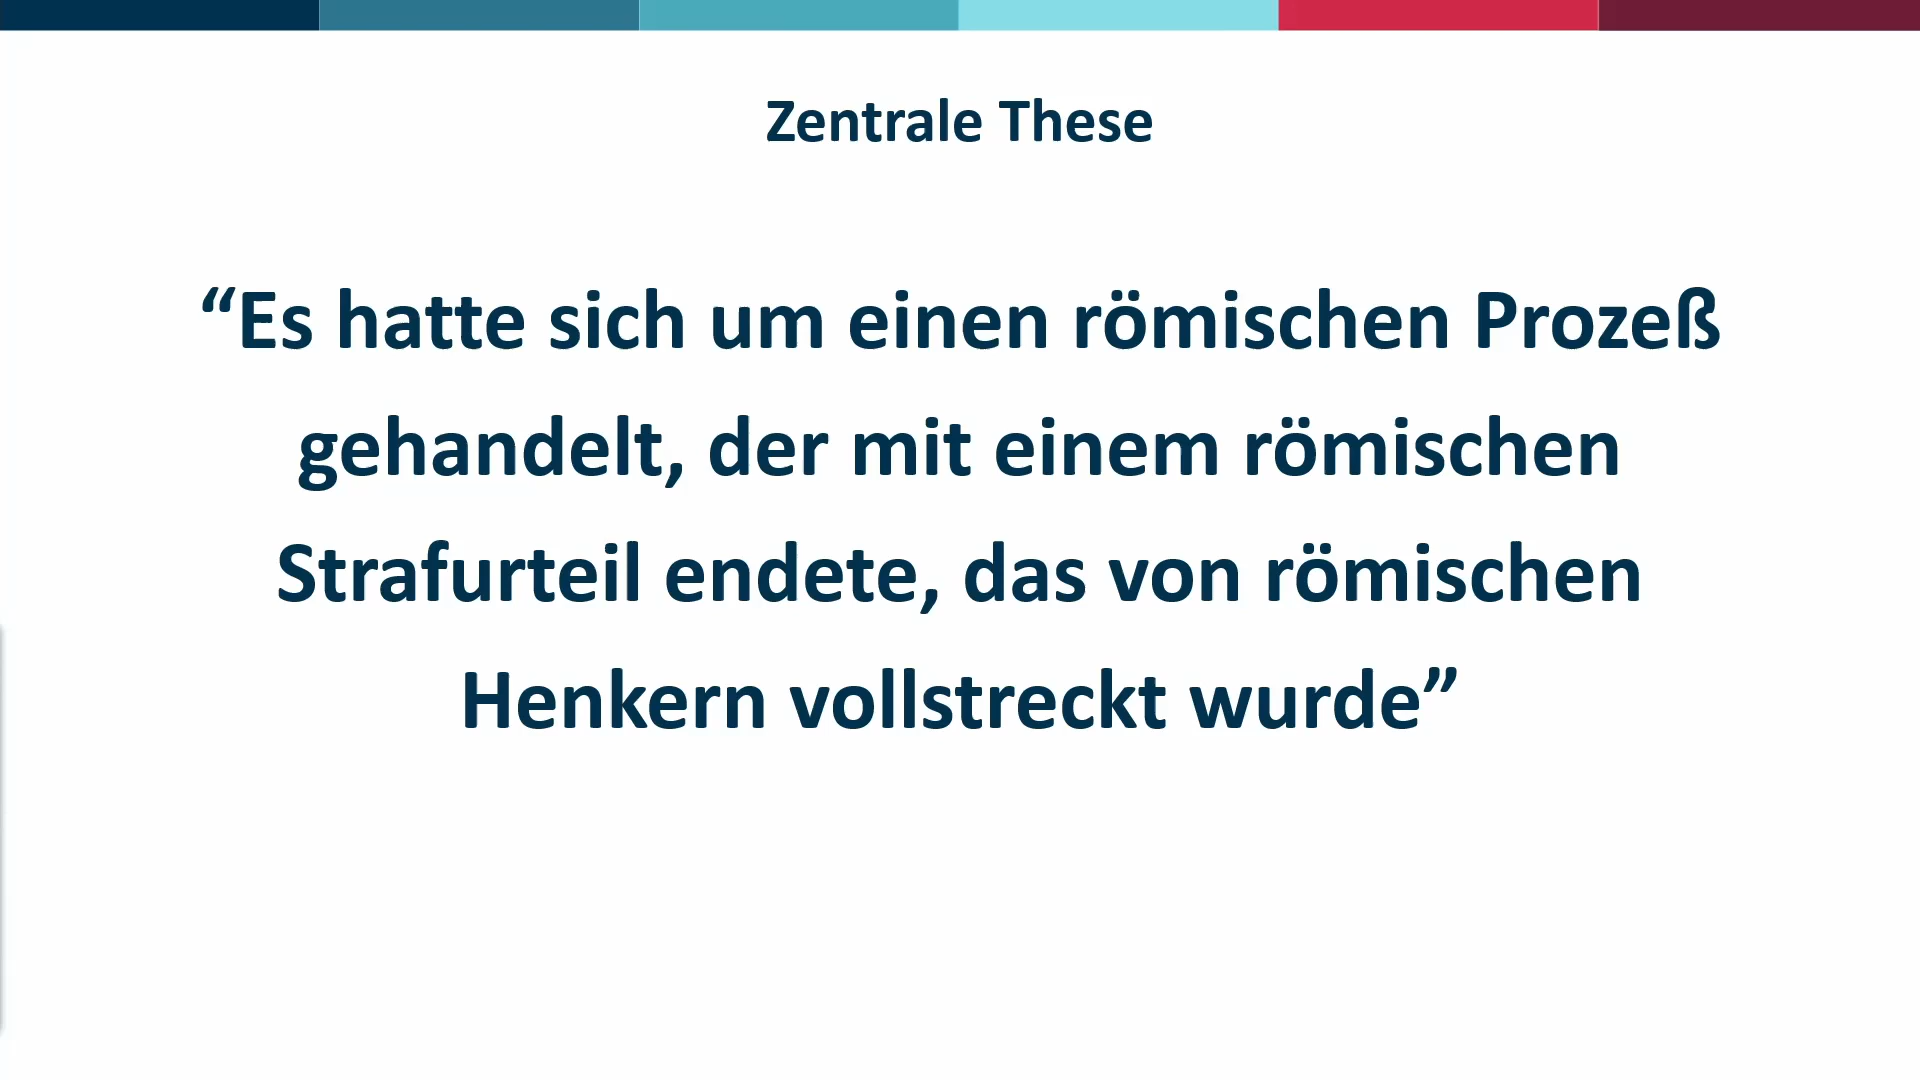 Zentrale These
“Es hatte sich um einen römischen Prozeß
gehandelt, der mit einem römischen
Strafurteil endete, das von römischen
Henkern vollstreckt wurde”